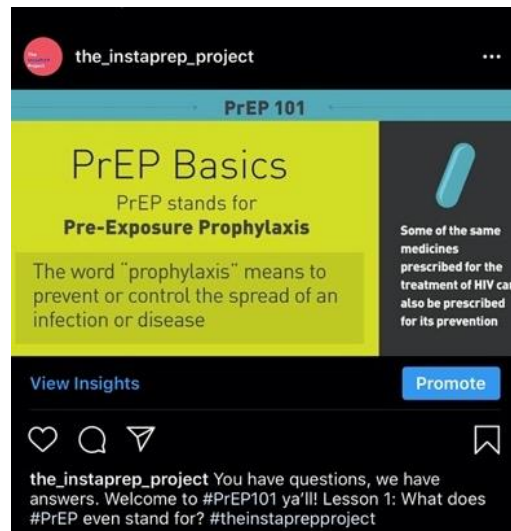 the_instaprep_project
PrEP 101
PrEP Basics
PrEP stands for
Pre-Exposure Prophylaxis
The word “prophylaxis” means to
prevent or control the spread of an
infection or disease
Some of the same
medicines
prescribed for the
treatment of HIV can
also be prescribed
for its prevention
View Insights
Promote
the_instaprep_project You have questions, we have
answers. Welcome to #PrEP101 ya'll! Lesson 1: What does
#PrEP even stand for? #theinstaprepproject